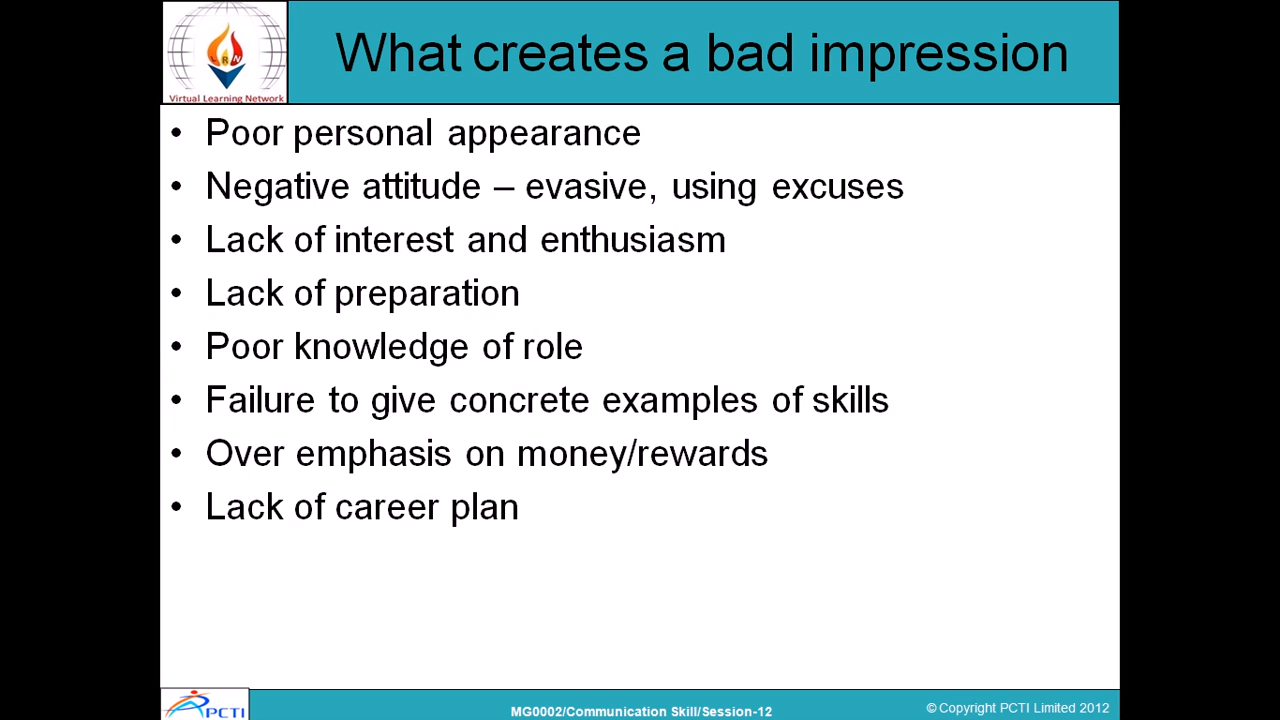 What creates a bad impression
Virtual Learning Network
• Poor personal appearance
• Negative attitude – evasive, using excuses
• Lack of interest and enthusiasm
• Lack of preparation
• Poor knowledge of role
• Failure to give concrete examples of skills
• Over emphasis on money/rewards
• Lack of career plan
PCTI
MG0002/Communication Skill/Session-12
© Copyright PCTI Limited 2012